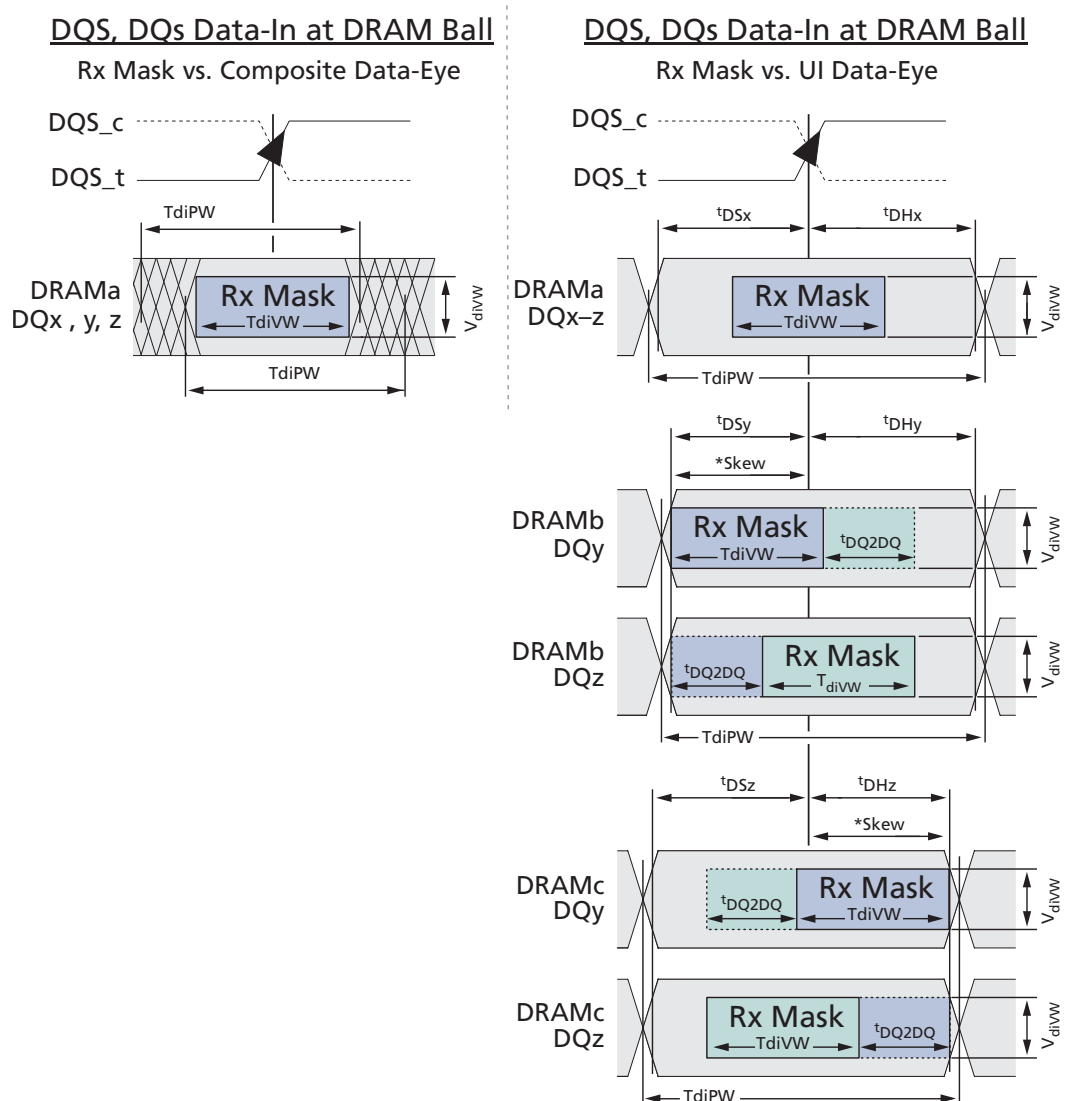 DQS, DQs Data-In at DRAM Ball
Rx Mask vs. Composite Data-Eye
DQS_c
DQS_t
TdiPW
DRAMa
DQx , y, z
Rx Mask
TdiVW
VdiVW
TdiPW
DQS, DQs Data-In at DRAM Ball
Rx Mask vs. UI Data-Eye
DQS_c
DQS_t
tDSx
tDHx
DRAMa
DQx–z
Rx Mask
TdiVW
VdiVW
TdiPW
tDSy
tDHy
*Skew
DRAMb
DQy
Rx Mask
TdiVW
tDQ2DQ
VdiVW
DRAMb
DQz
tDQ2DQ
Rx Mask
TdiVW
VdiVW
TdiPW
tDSz
tDHz
*Skew
DRAMc
DQy
tDQ2DQ
Rx Mask
TdiVW
VdiVW
DRAMc
DQz
Rx Mask
TdiVW
tDQ2DQ
VdiVW
TdiPW